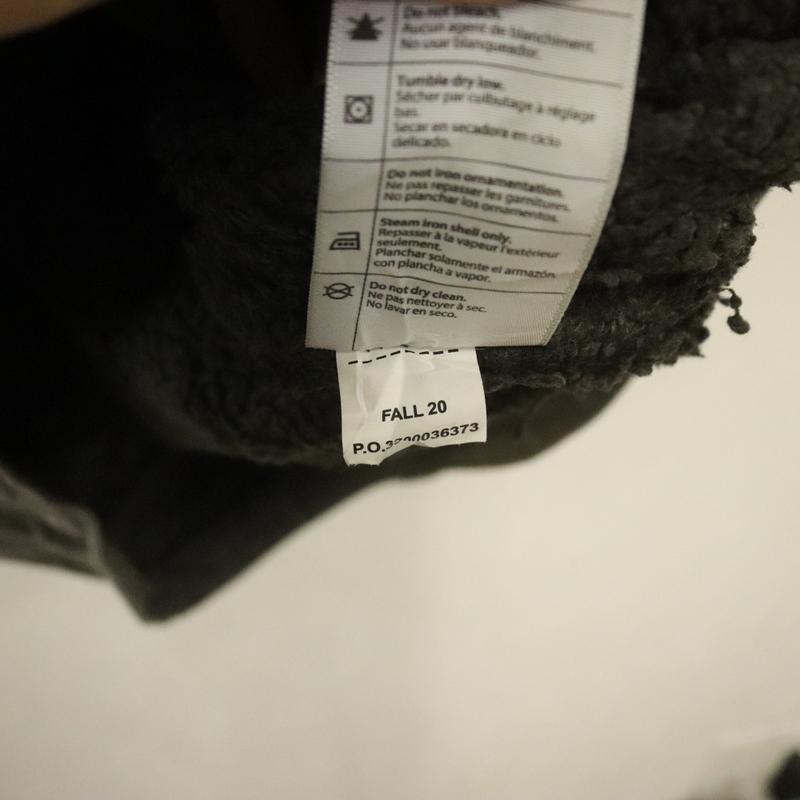 Do not bleach.
Aucun agent de blanchiment.
No usar blanqueador.
Tumble dry low.
Sécher par culbutage à réglage
bas.
Secar en secadora en ciclo
delicado.
Do not iron ornamentation.
Ne pas repasser les garnitures.
No planchar los ornamentos.
Steam iron shell only.
Repasser à la vapeur l'extérieur
seulement.
Planchar solamente el armazón
con plancha a vapor.
Do not dry clean.
Ne pas nettoyer à sec.
No lavar en seco.
FALL 20
P.O.3700036373